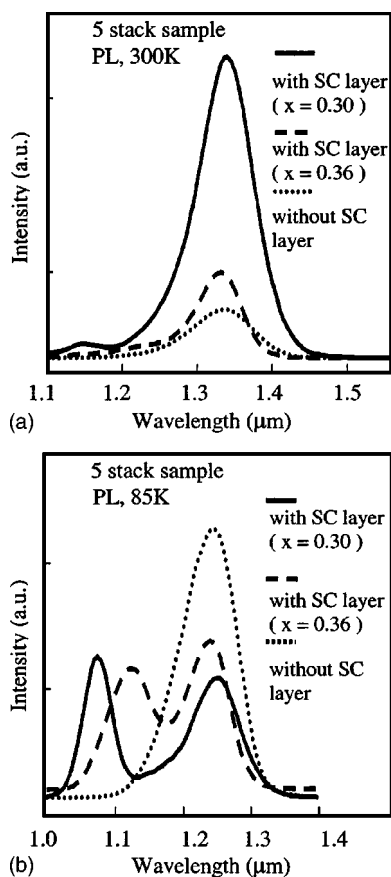 5 stack sample
PL, 300K
with SC layer
( x = 0.30 )
with SC layer
( x = 0.36 )
without SC
layer
Intensity (a.u.)
1.1 1.2 1.3 1.4 1.5
(a) Wavelength (μm)
5 stack sample
PL, 85K
with SC layer
( x = 0.30 )
with SC layer
( x = 0.36 )
without SC
layer
Intensity (a.u.)
1.0 1.1 1.2 1.3 1.4
(b) Wavelength (μm)